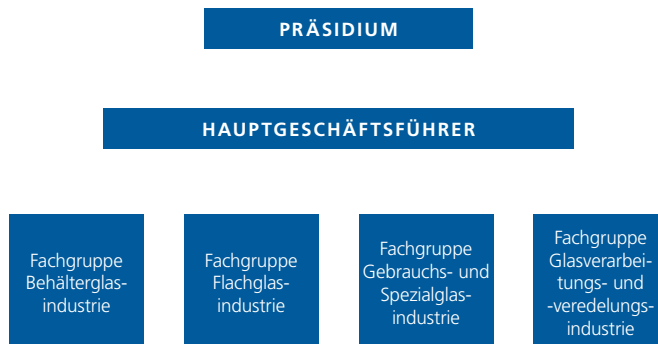 PRÄSIDIUM
HAUPTGESCHÄFTSFÜHRER
Fachgruppe
Behälterglas-
industrie
Fachgruppe
Flachglas-
industrie
Fachgruppe
Gebrauchs- und
Spezialglas-
industrie
Fachgruppe
Glasverarbei-
tungs- und
-veredelungs-
industrie